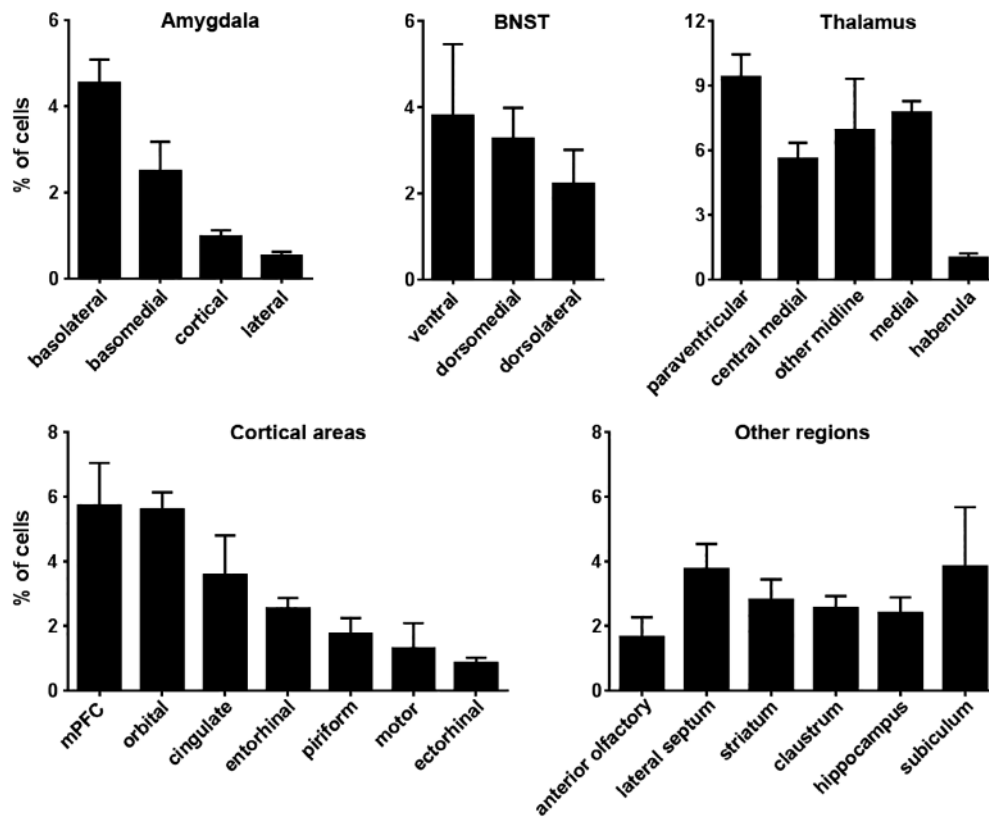 Amygdala
% of cells
6
4
2
0
basolateral
basomedial
cortical
lateral
BNST
6
4
2
0
ventral
dorsomedial
dorsolateral
Thalamus
12
9
6
3
0
paraventricular
central medial
other midline
medial
habenula
Cortical areas
% of cells
8
6
4
2
0
mPFC
orbital
cingulate
entorhinal
piriform
motor
ectorhinal
Other regions
8
6
4
2
0
anterior olfactory
lateral septum
striatum
claustrum
hippocampus
subiculum